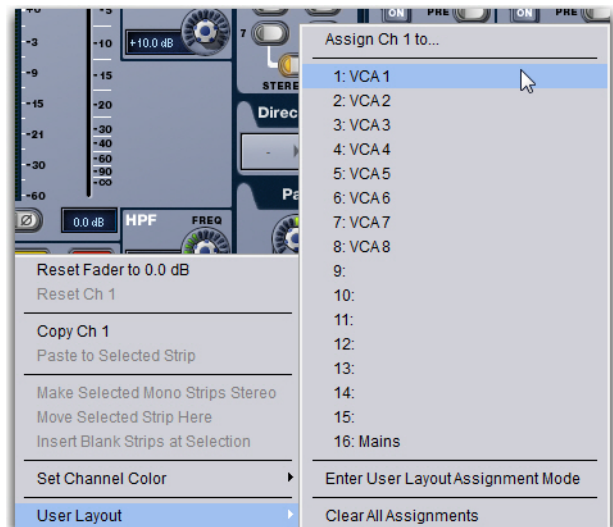 -3
-9
-15
-21
-30
-60
-10
-15
-20
-30
-40
-60
-90
-00
+10.0 dB
7
STERE
Direc
-
Pa
ON
PRE
ON
PRE
Ø
0.0 dB
HPF
FREQ
Assign Ch 1 to...
1: VCA 1
2: VCA 2
3: VCA 3
4: VCA 4
5: VCA 5
6: VCA 6
7: VCA 7
8: VCA 8
9:
10:
11:
12:
13:
14:
15:
16: Mains
Enter User Layout Assignment Mode
Clear All Assignments
Reset Fader to 0.0 dB
Reset Ch 1
Copy Ch 1
Paste to Selected Strip
Make Selected Mono Strips Stereo
Move Selected Strip Here
Insert Blank Strips at Selection
Set Channel Color
User Layout